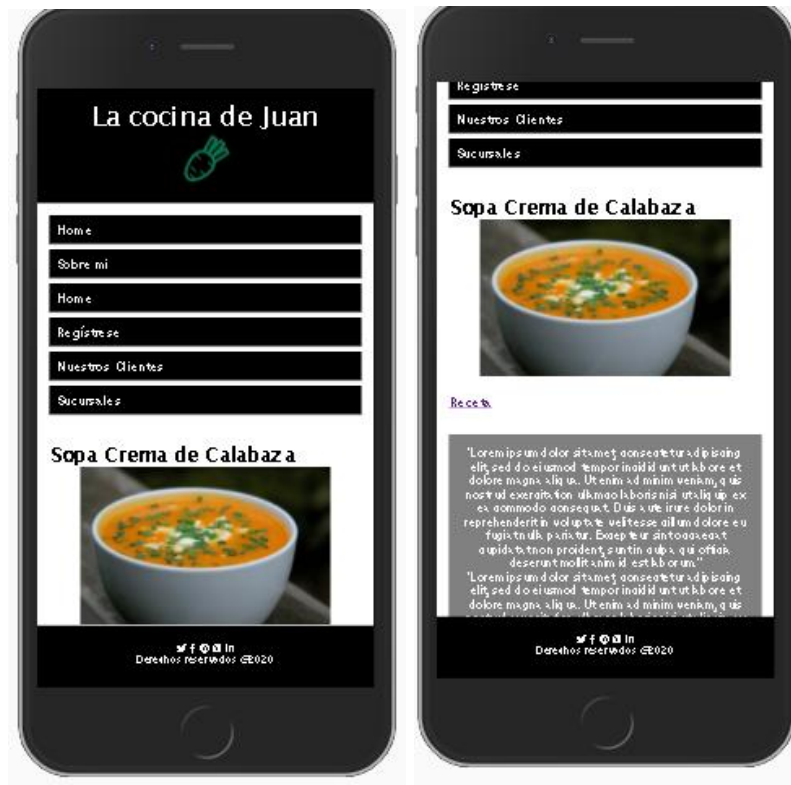 La cocina de Juan
Home
Sobre mi
Home
Regístrese
Nuestros Clientes
Sucursales
Sopa Crema de Calabaza
in
Derechos reservados @2020
Regístrese
Nuestros Clientes
Sucursales
Sopa Crema de Calabaza
Receta
"Lorem ipsum dolor sit amet, consectetur adipiscing
elit, sed do eiusmod tempor incididunt ut labore et
dolore magna aliqua. Ut enim ad minim veniam, quis
nostrud exercitation ullamco laboris nisi ut aliquip ex
ea commodo consequat. Duis aute irure dolor in
reprehenderit in voluptate velit esse cillum dolore eu
fugiat nulla pariatur. Excepteur sint occaecat
cupidatat non proident, sunt in culpa qui officia
deserunt mollit anim id est laborum."
"Lorem ipsum dolor sit amet, consectetur adipiscing
elit, sed do eiusmod tempor incididunt ut labore et
dolore magna aliqua. Ut enim ad minim veniam, quis
in
Derechos reservados @2020